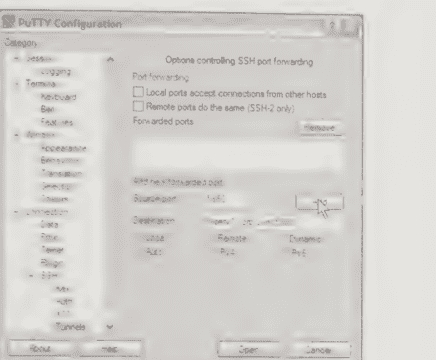 PuTTY Configuration
Category:
Session
Logging
Terminal
Keyboard
Bell
Features
Window
Appearance
Behaviour
Translation
Selection
Colours
Connection
Data
Proxy
Telnet
Rlogin
SSH
Kex
Auth
Tunnels
Options controlling SSH port forwarding
Port forwarding
Local ports accept connections from other hosts
Remote ports do the same (SSH-2 only)
Forwarded ports
Remove
Add new forwarded port
Source port
Add
Destination
Local
Remote
Dynamic
Auto
IPv4
IPv6
About
Help
Open
Cancel